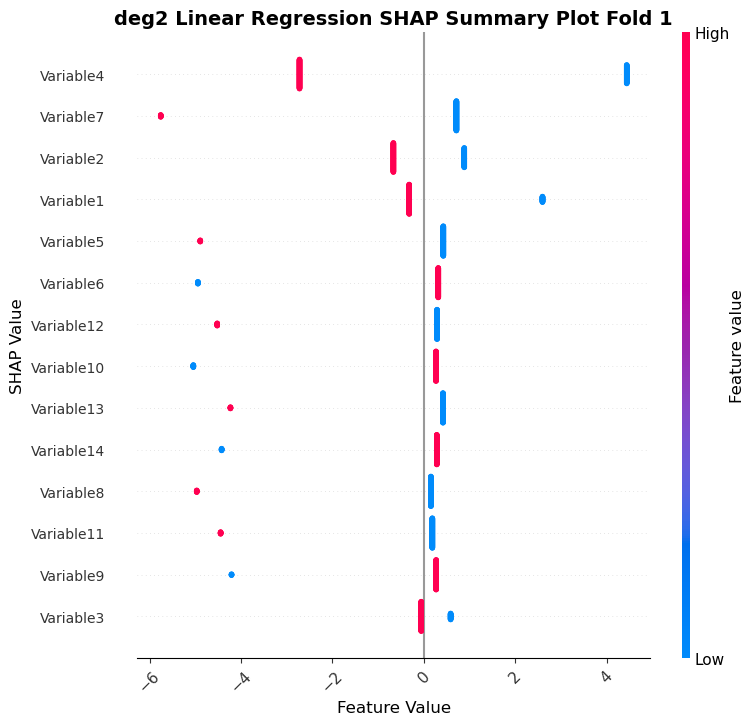 deg2 Linear Regression SHAP Summary Plot Fold 1
High
Variable4
Variable7
Variable2
Variable1
Variable5
Variable6
Variable12
Variable10
Variable13
Variable14
Variable8
Variable11
Variable9
Variable3
SHAP Value
Feature value
Low
−6
−4
−2
0
2
4
Feature Value